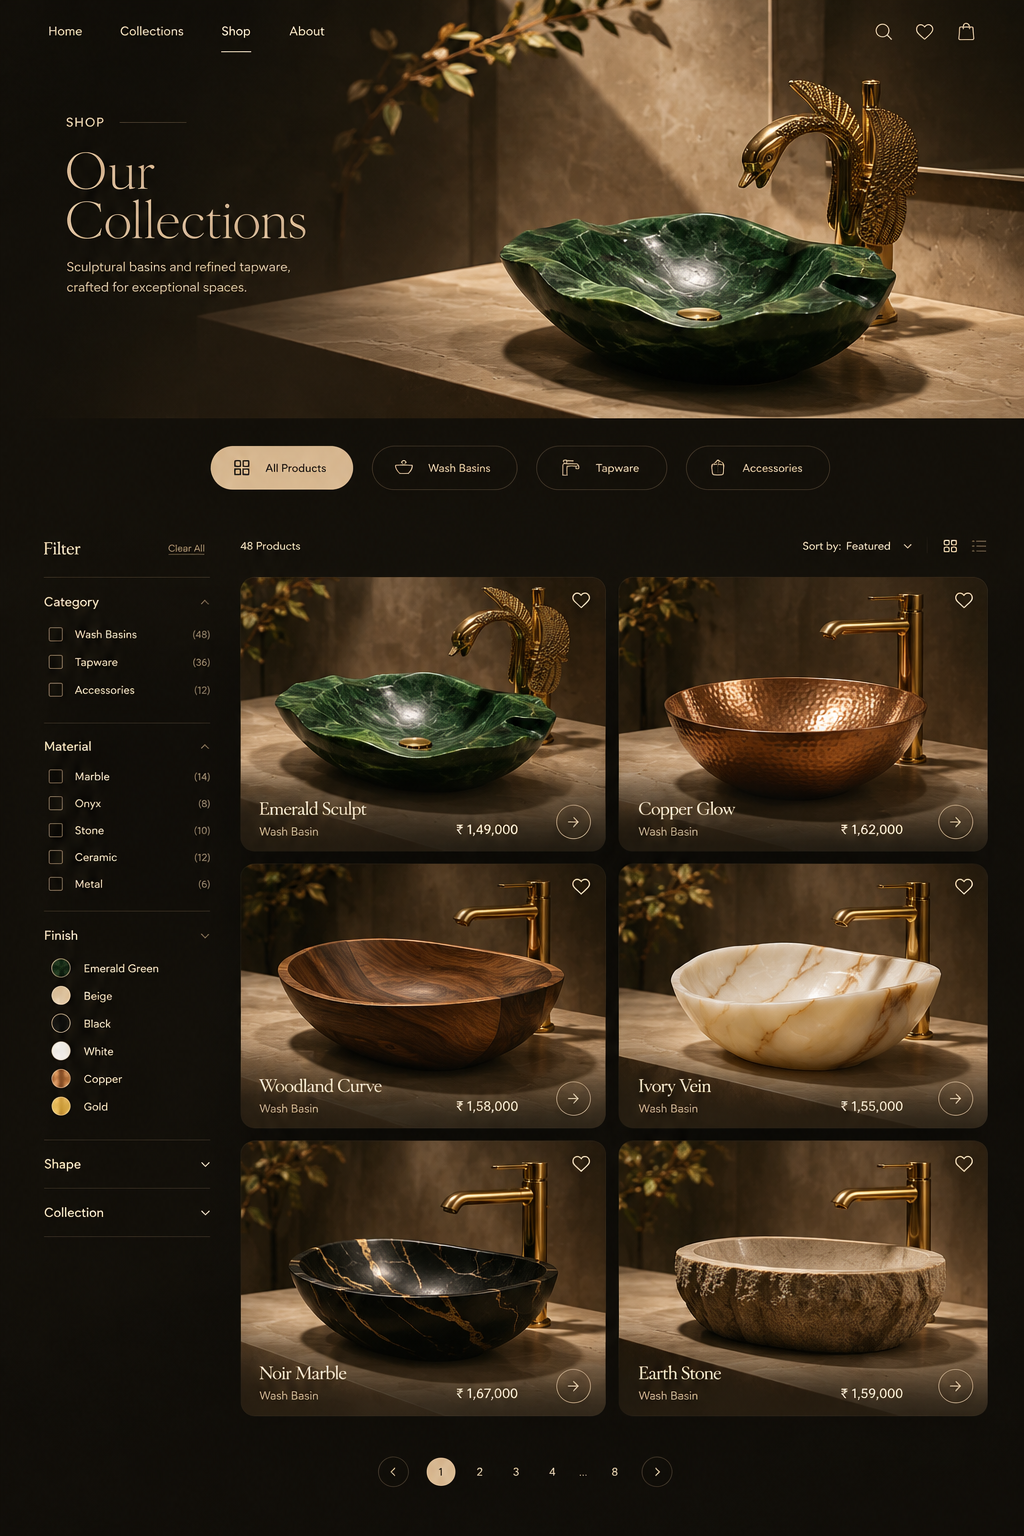 Home
Collections
Shop
About
SHOP
Our
Collections
Sculptural basins and refined tapware,
crafted for exceptional spaces.
All Products
Wash Basins
Tapware
Accessories
Filter
Clear All
Category
Wash Basins (48)
Tapware (36)
Accessories (12)
Material
Marble (14)
Onyx (8)
Stone (10)
Ceramic (12)
Metal (6)
Finish
Emerald Green
Beige
Black
White
Copper
Gold
Shape
Collection
48 Products
Sort by: Featured
Emerald Sculpt
Wash Basin
₹ 1,49,000
Copper Glow
Wash Basin
₹ 1,62,000
Woodland Curve
Wash Basin
₹ 1,58,000
Ivory Vein
Wash Basin
₹ 1,55,000
Noir Marble
Wash Basin
₹ 1,67,000
Earth Stone
Wash Basin
₹ 1,59,000
1 2 3 4 ... 8